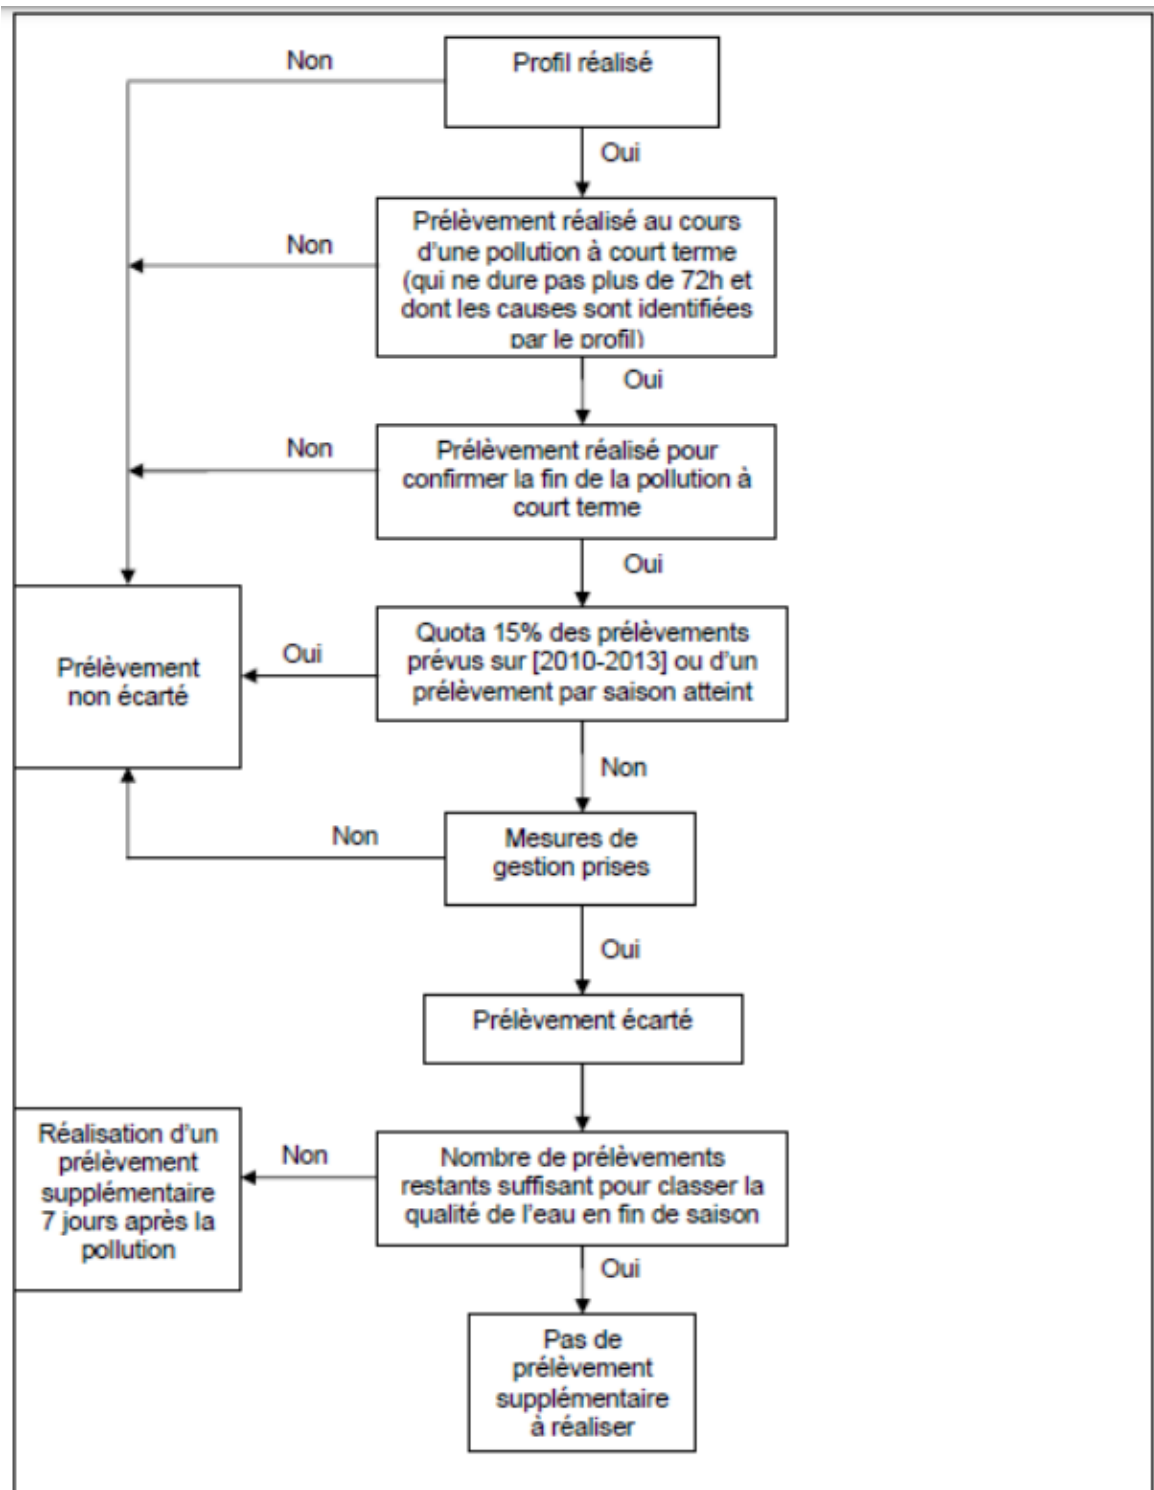 Non
Profil réalisé
Oui
Non
Prélèvement réalisé au cours
d'une pollution à court terme
(qui ne dure pas plus de 72h et
dont les causes sont identifiées
par le profil)
Oui
Non
Prélèvement réalisé pour
confirmer la fin de la pollution à
court terme
Oui
Prélèvement
non écarté
Oui
Quota 15% des prélèvements
prévus sur [2010-2013] ou d'un
prélèvement par saison atteint
Non
Non
Mesures de
gestion prises
Oui
Prélèvement écarté
Réalisation d'un
prélèvement
supplémentaire
7 jours après la
pollution
Non
Nombre de prélèvements
restants suffisant pour classer la
qualité de l'eau en fin de saison
Oui
Pas de
prélèvement
supplémentaire
à réaliser